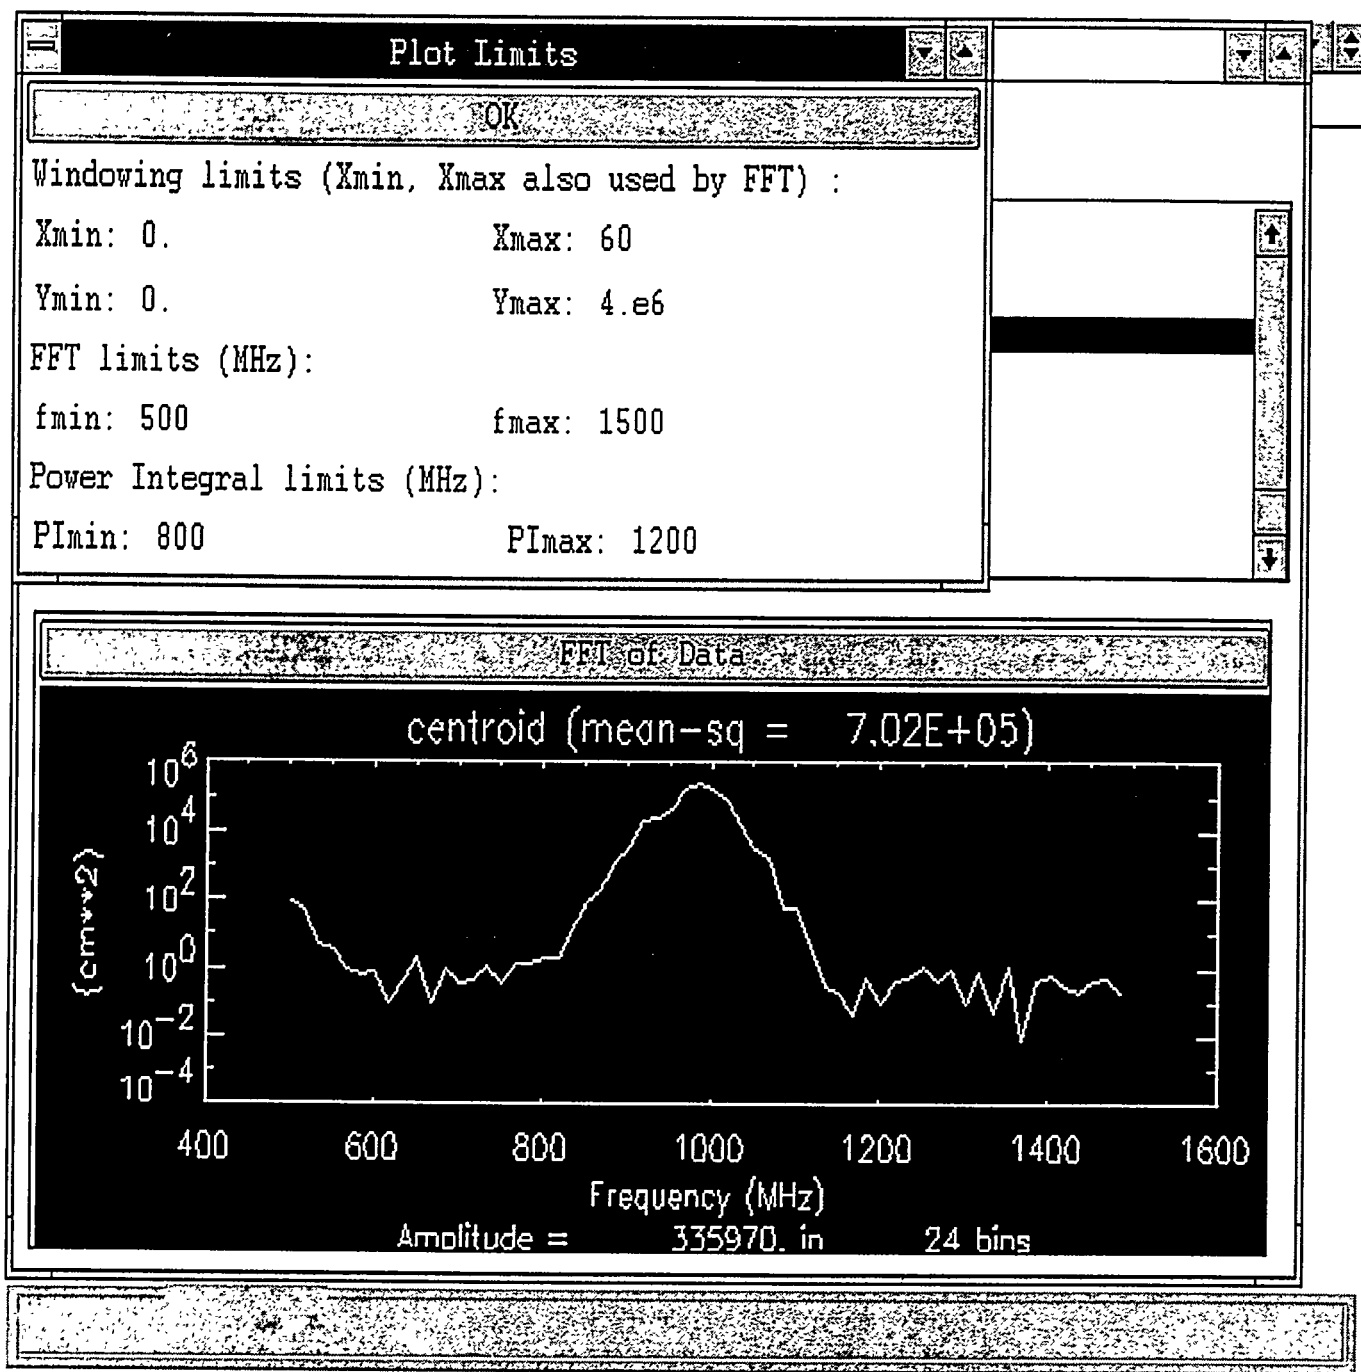 Plot Limits
OK
Windowing limits (Xmin, Xmax also used by FFT) :
Xmin: 0. Xmax: 60
Ymin: 0. Ymax: 4.e6
FFT limits (MHz):
fmin: 500 fmax: 1500
Power Integral limits (MHz):
PImin: 800 PImax: 1200
FFT of Data
centroid (mean-sq = 7.02E+05)
10^6
10^4
10^2
10^0
10^-2
10^-4
(cm**2)
400 600 800 1000 1200 1400 1600
Frequency (MHz)
Amplitude = 335970. in 24 bins